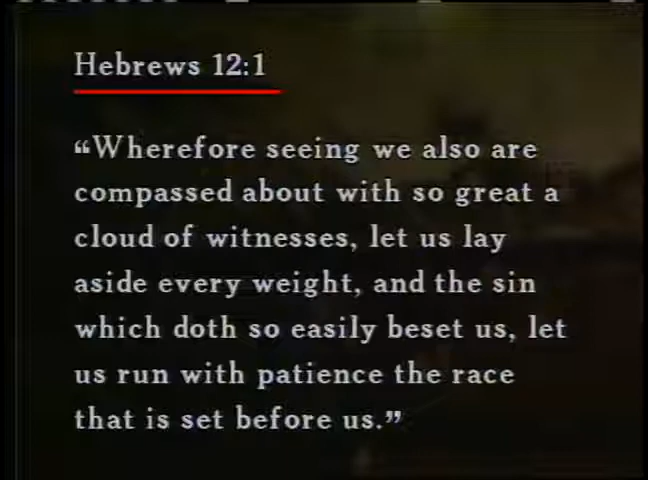 Hebrews 12:1
“Wherefore seeing we also are
compassed about with so great a
cloud of witnesses, let us lay
aside every weight, and the sin
which doth so easily beset us, let
us run with patience the race
that is set before us.”